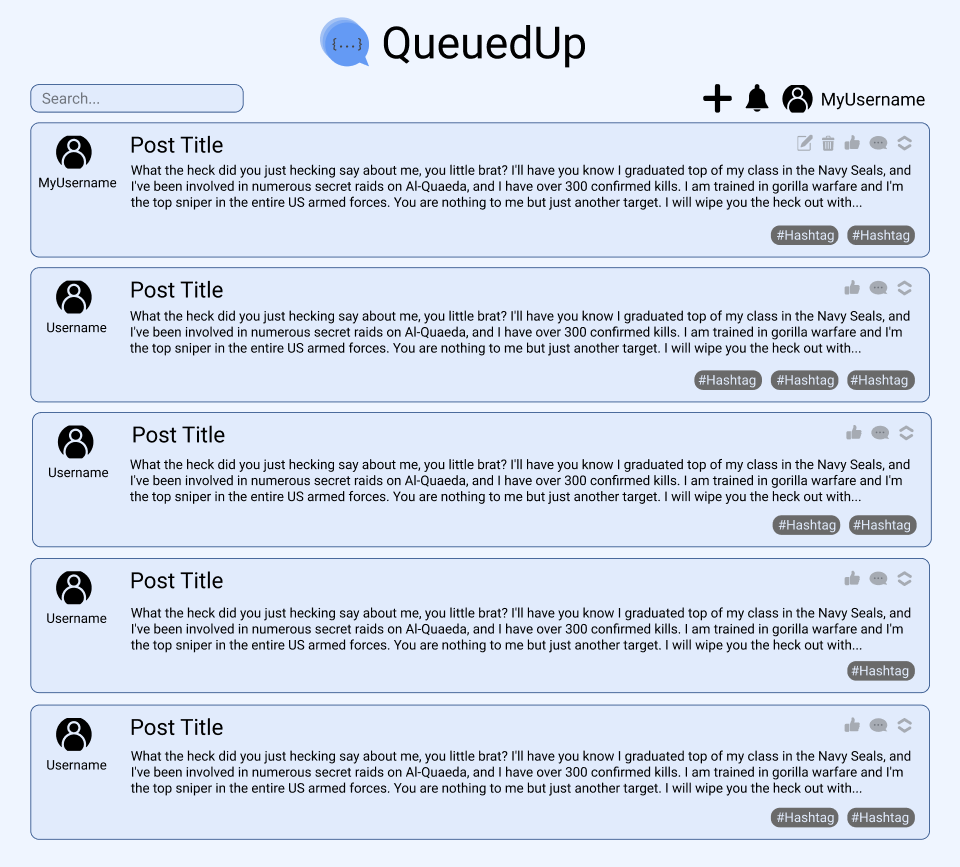 {...} QueuedUp
Search...
MyUsername
Post Title
What the heck did you just hecking say about me, you little brat? I'll have you know I graduated top of my class in the Navy Seals, and
MyUsername
I've been involved in numerous secret raids on Al-Quaeda, and I have over 300 confirmed kills. I am trained in gorilla warfare and I'm
the top sniper in the entire US armed forces. You are nothing to me but just another target. I will wipe you the heck out with...
#Hashtag #Hashtag
Post Title
What the heck did you just hecking say about me, you little brat? I'll have you know I graduated top of my class in the Navy Seals, and
Username
I've been involved in numerous secret raids on Al-Quaeda, and I have over 300 confirmed kills. I am trained in gorilla warfare and I'm
the top sniper in the entire US armed forces. You are nothing to me but just another target. I will wipe you the heck out with...
#Hashtag #Hashtag #Hashtag
Post Title
What the heck did you just hecking say about me, you little brat? I'll have you know I graduated top of my class in the Navy Seals, and
Username
I've been involved in numerous secret raids on Al-Quaeda, and I have over 300 confirmed kills. I am trained in gorilla warfare and I'm
the top sniper in the entire US armed forces. You are nothing to me but just another target. I will wipe you the heck out with...
#Hashtag #Hashtag
Post Title
What the heck did you just hecking say about me, you little brat? I'll have you know I graduated top of my class in the Navy Seals, and
Username
I've been involved in numerous secret raids on Al-Quaeda, and I have over 300 confirmed kills. I am trained in gorilla warfare and I'm
the top sniper in the entire US armed forces. You are nothing to me but just another target. I will wipe you the heck out with...
#Hashtag
Post Title
What the heck did you just hecking say about me, you little brat? I'll have you know I graduated top of my class in the Navy Seals, and
Username
I've been involved in numerous secret raids on Al-Quaeda, and I have over 300 confirmed kills. I am trained in gorilla warfare and I'm
the top sniper in the entire US armed forces. You are nothing to me but just another target. I will wipe you the heck out with...
#Hashtag #Hashtag